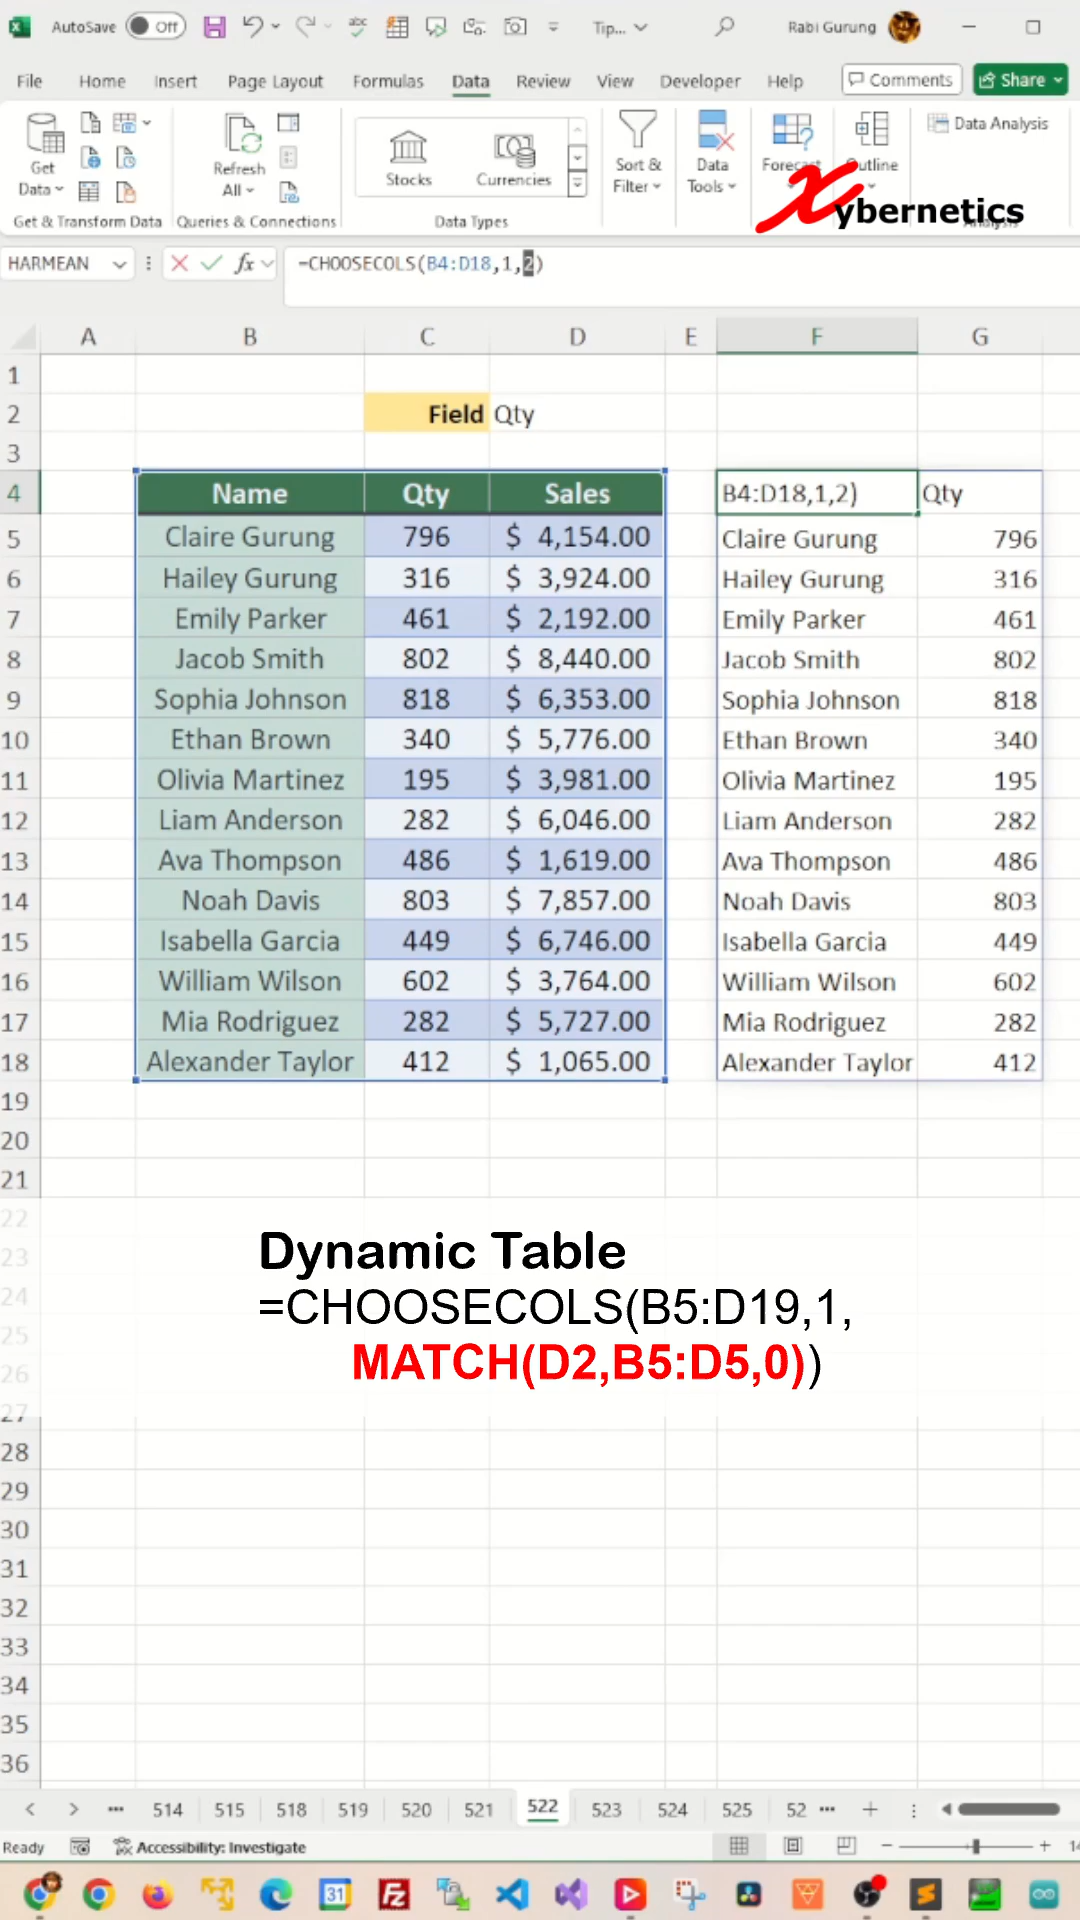 AutoSave Off Tip... Rabi Gurung
File Home Insert Page Layout Formulas Data Review View Developer Help Comments Share
Get Data
Refresh All
Stocks
Currencies
Sort & Filter
Data Tools
Forecast
Outline
Data Analysis
Get & Transform Data Queries & Connections Data Types
Xybernetics
HARMEAN fx =CHOOSECOLS(B4:D18,1,2)
A B C D E F G
1
2 Field Qty
3
4 Name Qty Sales B4:D18,1,2) Qty
5 Claire Gurung 796 $ 4,154.00 Claire Gurung 796
6 Hailey Gurung 316 $ 3,924.00 Hailey Gurung 316
7 Emily Parker 461 $ 2,192.00 Emily Parker 461
8 Jacob Smith 802 $ 8,440.00 Jacob Smith 802
9 Sophia Johnson 818 $ 6,353.00 Sophia Johnson 818
10 Ethan Brown 340 $ 5,776.00 Ethan Brown 340
11 Olivia Martinez 195 $ 3,981.00 Olivia Martinez 195
12 Liam Anderson 282 $ 6,046.00 Liam Anderson 282
13 Ava Thompson 486 $ 1,619.00 Ava Thompson 486
14 Noah Davis 803 $ 7,857.00 Noah Davis 803
15 Isabella Garcia 449 $ 6,746.00 Isabella Garcia 449
16 William Wilson 602 $ 3,764.00 William Wilson 602
17 Mia Rodriguez 282 $ 5,727.00 Mia Rodriguez 282
18 Alexander Taylor 412 $ 1,065.00 Alexander Taylor 412
19
20
21
22
23 Dynamic Table
24 =CHOOSECOLS(B5:D19,1,
25
26 MATCH(D2,B5:D5,0))
27
28
29
30
31
32
33
34
35
36
... 514 515 518 519 520 521 522 523 524 525 52 ...
Ready Accessibility: Investigate
31